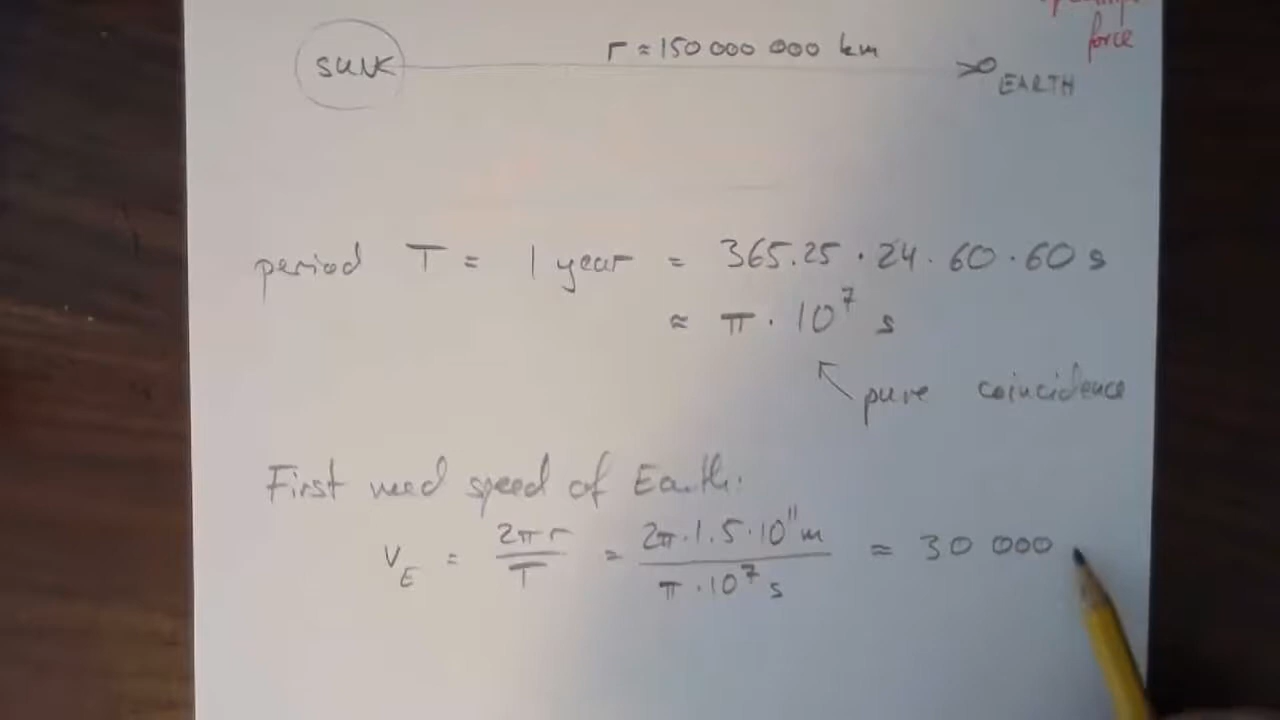 force
SUN
r ≈ 150 000 000 km
EARTH
period T = 1 year = 365.25 · 24 · 60 · 60 s
≈ π · 10⁷ s
pure coincidence
First need speed of Earth:
v_E = 2πr / T = 2π · 1.5 · 10¹¹ m / π · 10⁷ s ≈ 30 000